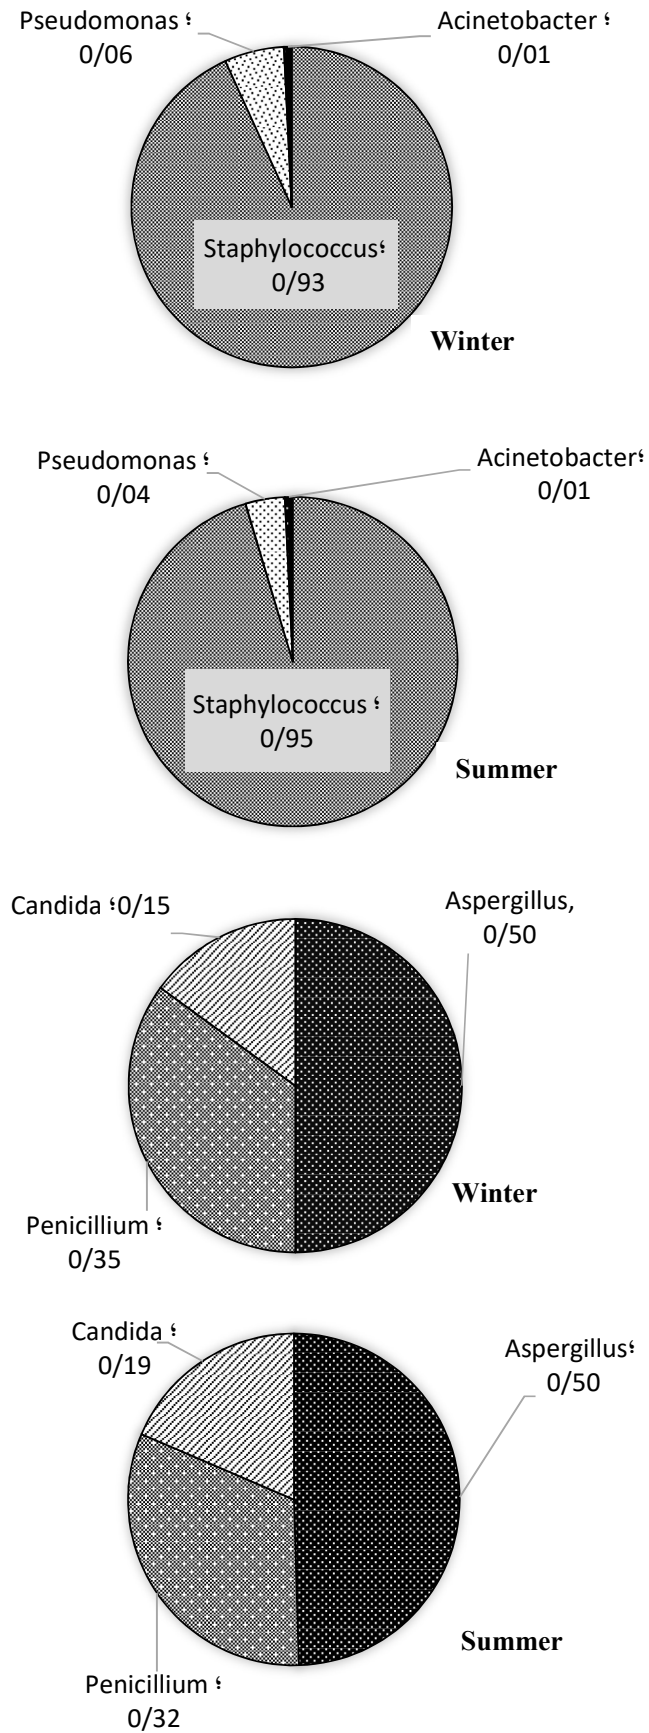 Pseudomonas ؛
0/06
Acinetobacter ؛
0/01
Staphylococcus؛
0/93
Winter
Pseudomonas ؛
0/04
Acinetobacter؛
0/01
Staphylococcus ؛
0/95
Summer
Candida ؛0/15
Aspergillus,
0/50
Winter
Penicillium ؛
0/35
Candida ؛
0/19
Aspergillus؛
0/50
Summer
Penicillium ؛
0/32